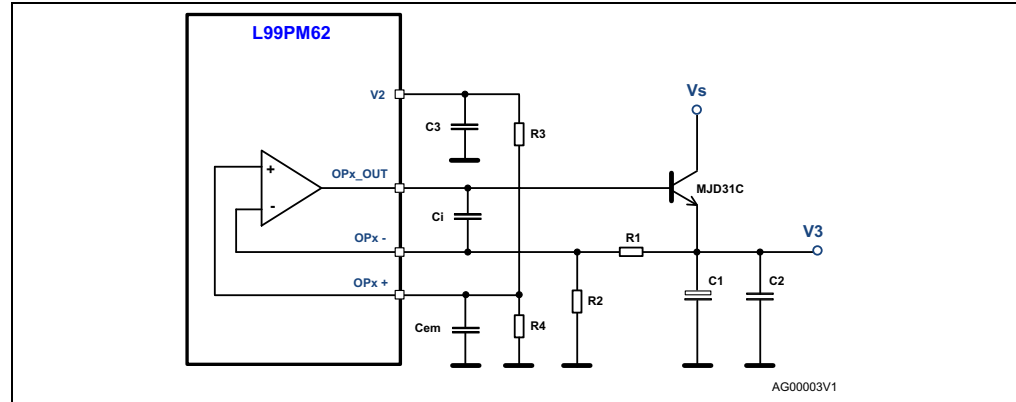 L99PM62
Vs
V2
C3
R3
+
-
OPx_OUT
MJD31C
Ci
OPx -
R1
V3
OPx +
R2
C1
C2
Cem
R4
AG00003V1